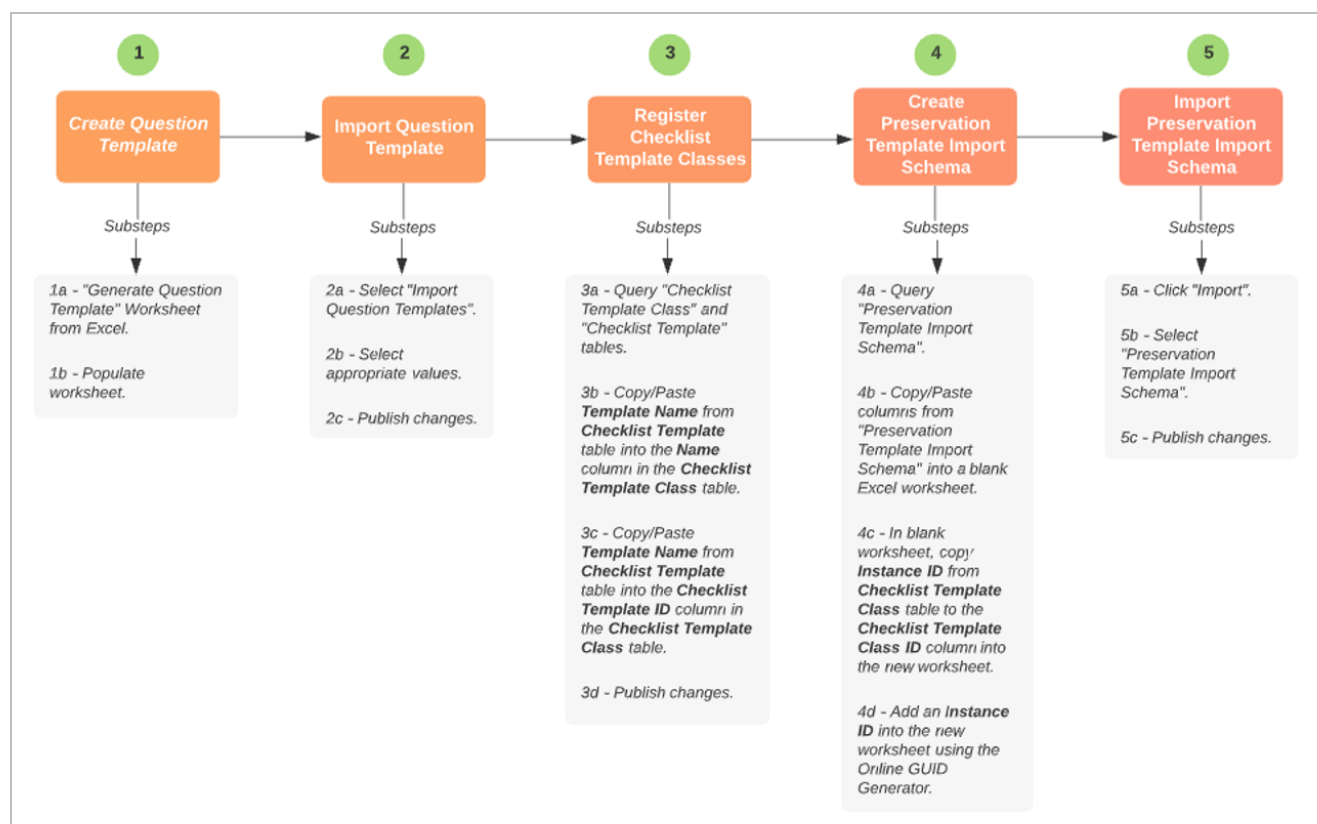 1
2
3
4
5
Create Question
Template
Import Question
Template
Register
Checklist
Template Classes
Create
Preservation
Template Import
Schema
Import
Preservation
Template Import
Schema
Substeps
Substeps
Substeps
Substeps
Substeps
1a - "Generate Question
Template" Worksheet
from Excel.
1b - Populate
worksheet.
2a - Select "Import
Question Templates".
2b - Select
appropriate values.
2c - Publish changes.
3a - Query "Checklist
Template Class" and
"Checklist Template"
tables.
3b - Copy/Paste
Template Name from
Checklist Template
table into the Name
column in the Checklist
Template Class table.
3c - Copy/Paste
Template Name from
Checklist Template
table into the Checklist
Template ID column in
the Checklist Template
Class table.
3d - Publish changes.
4a - Query
"Preservation
Template Import
Schema".
4b - Copy/Paste
columns from
"Preservation
Template Import
Schema" into a blank
Excel worksheet.
4c - In blank
worksheet, copy
Instance ID from
Checklist Template
Class table to the
Checklist Template
Class ID column into
the new worksheet.
4d - Add an Instance
ID into the new
worksheet using the
Online GUID
Generator.
5a - Click "Import".
5b - Select
"Preservation
Template Import
Schema".
5c - Publish changes.